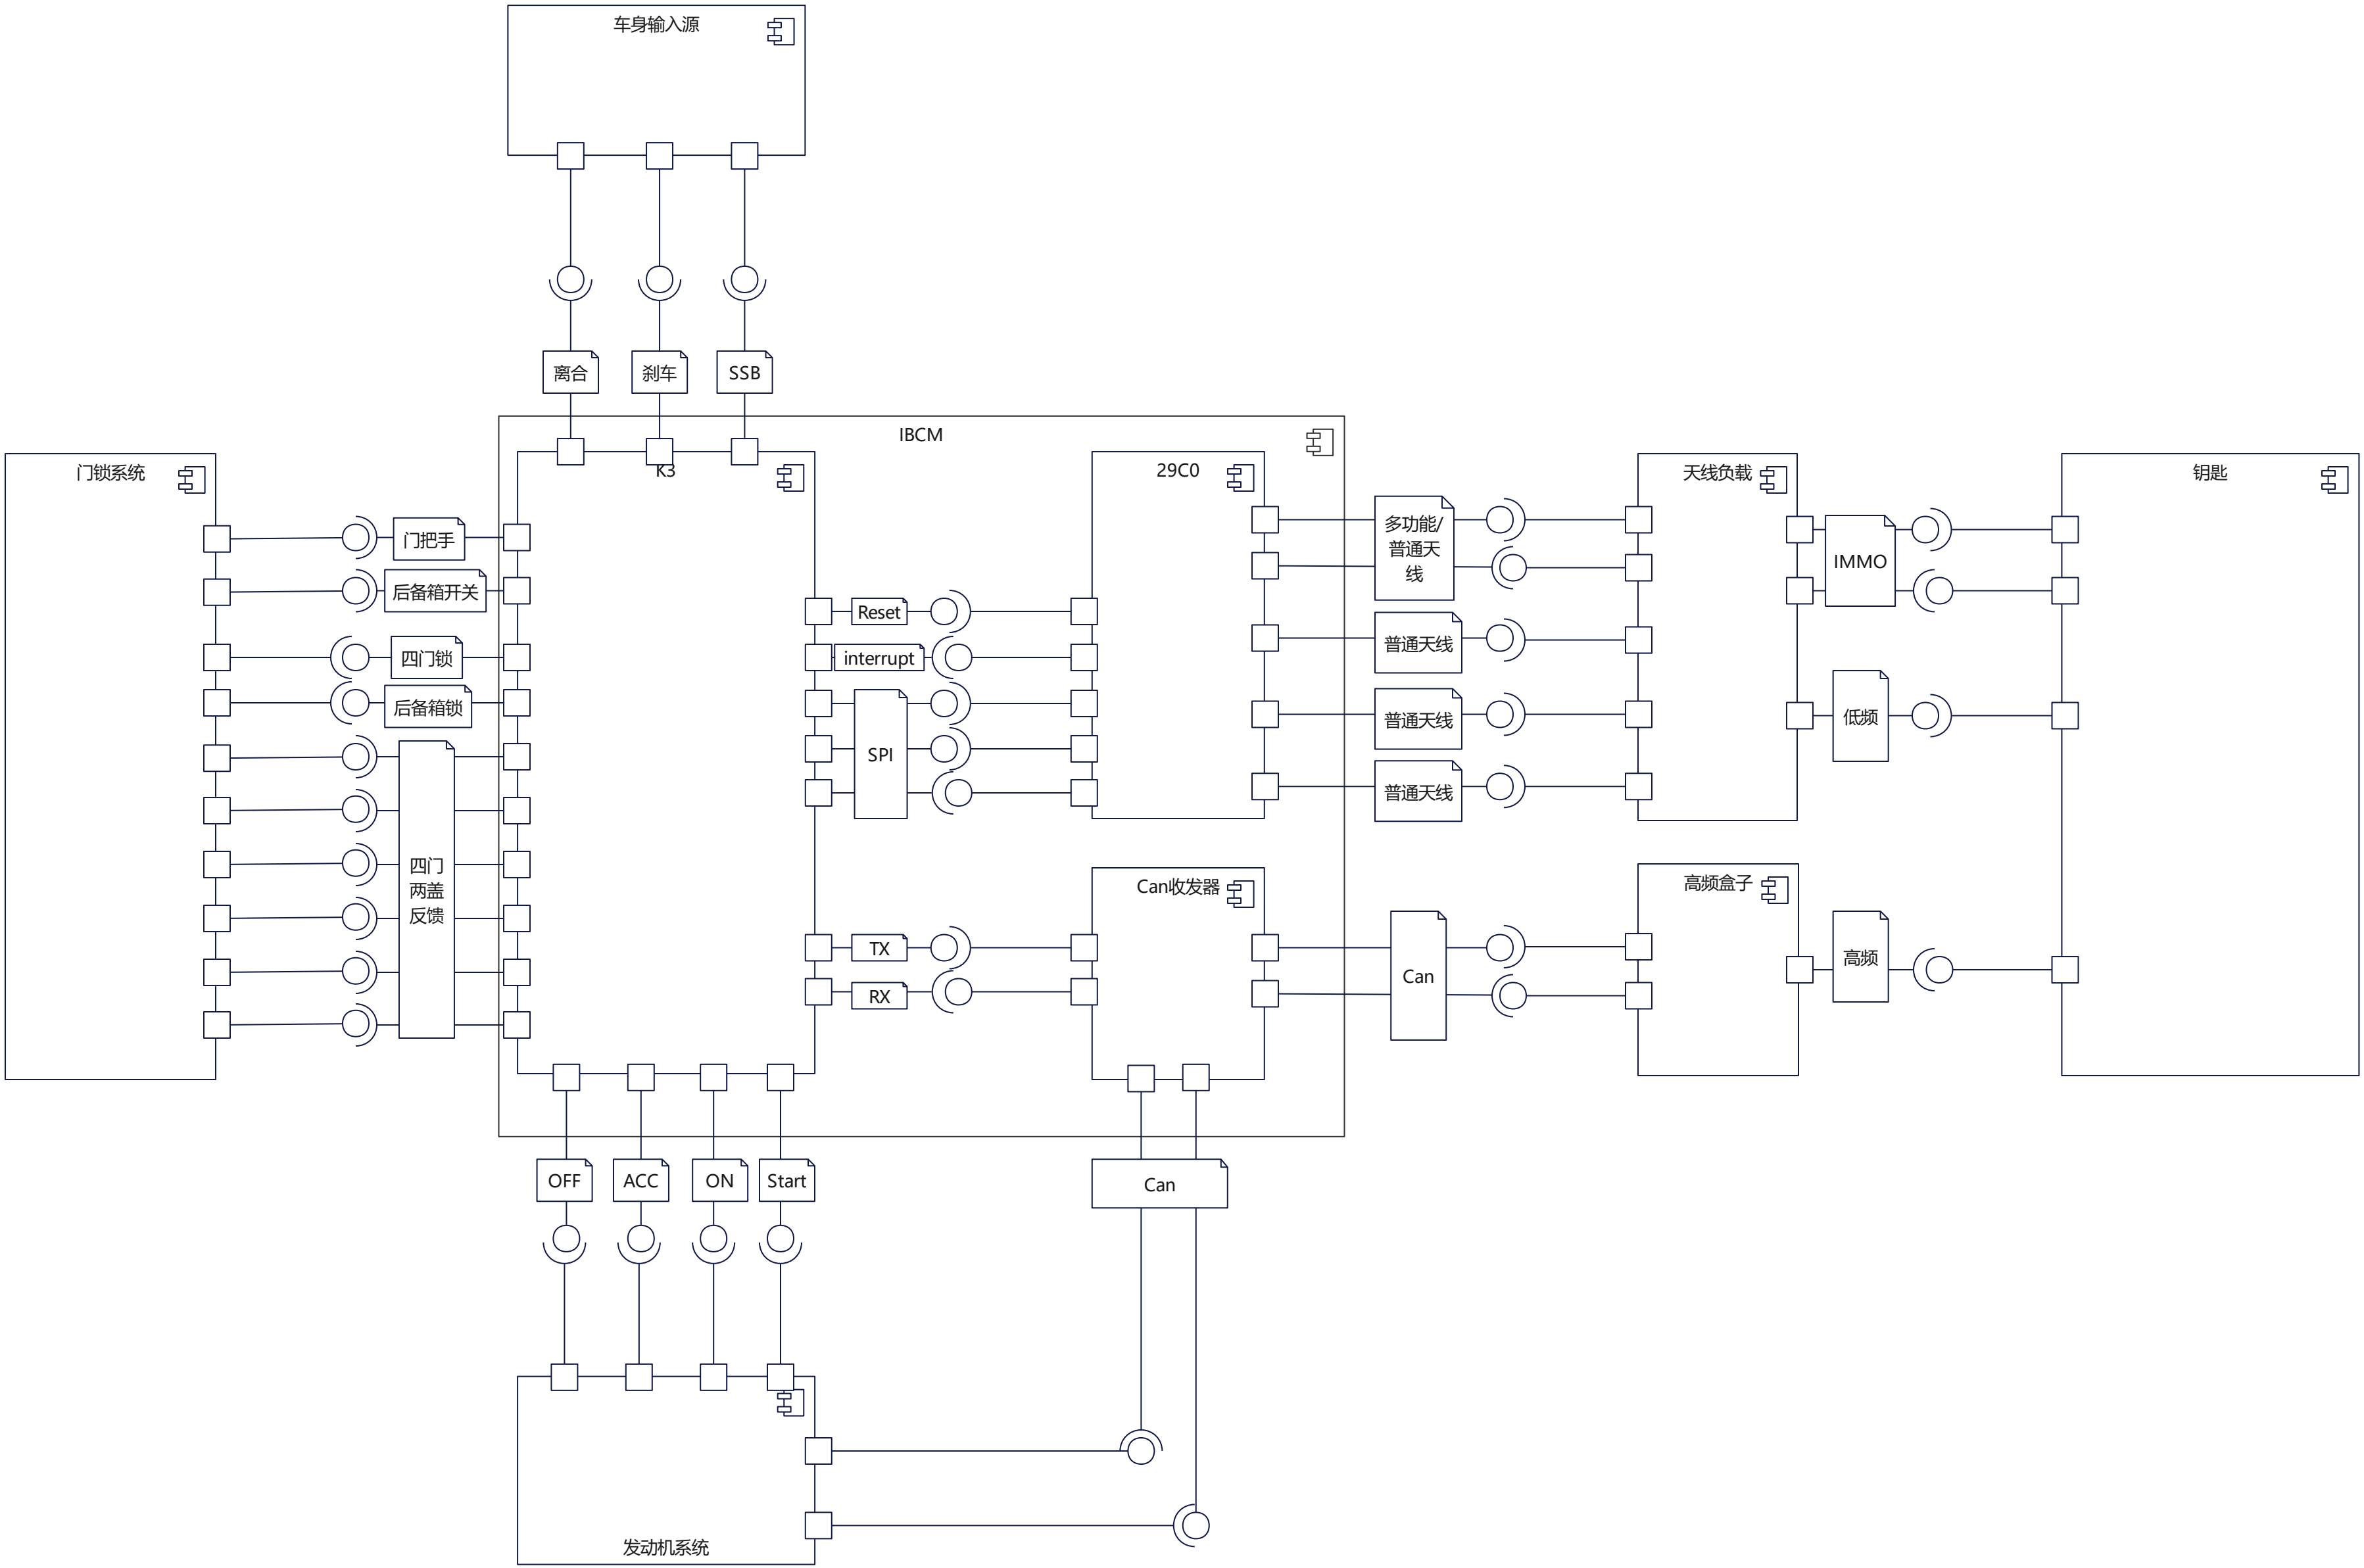 车身输入源
离合
刹车
SSB
IBCM
门锁系统
K3
29C0
天线负载
钥匙
门把手
后备箱开关
四门锁
后备箱锁
四门
两盖
反馈
Reset
interrupt
SPI
TX
RX
Can收发器
多功能/
普通天
线
普通天线
普通天线
普通天线
IMMO
低频
Can
高频盒子
高频
OFF
ACC
ON
Start
Can
发动机系统